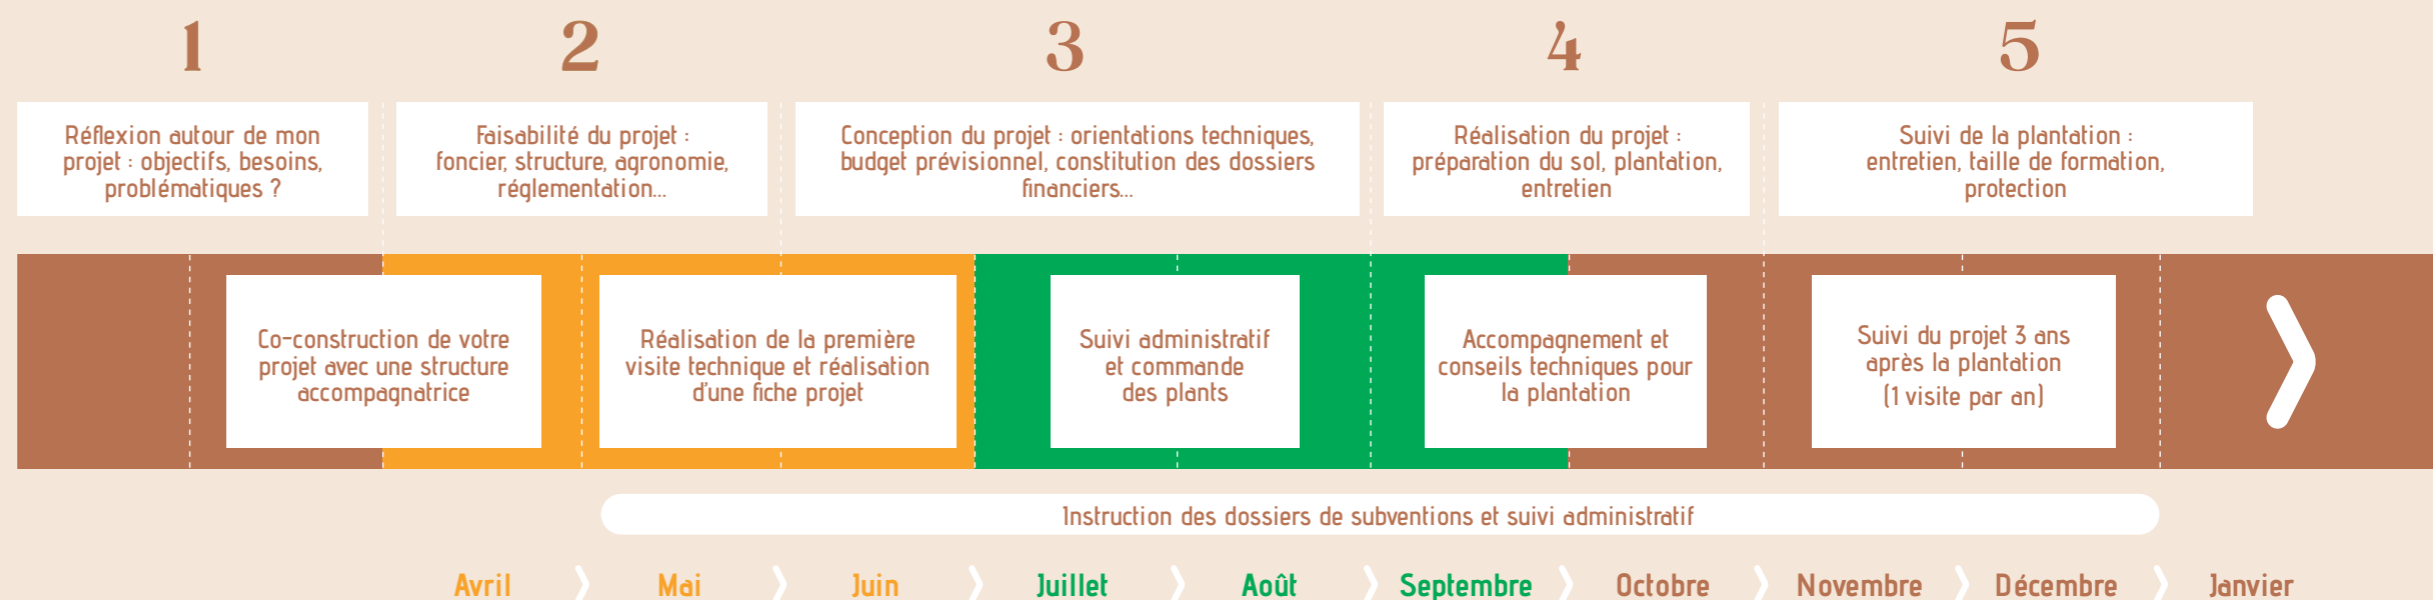 1
2
3
4
5
Réflexion autour de mon
projet : objectifs, besoins,
problématiques ?
Faisabilité du projet :
foncier, structure, agronomie,
réglementation...
Conception du projet : orientations techniques,
budget prévisionnel, constitution des dossiers
financiers...
Réalisation du projet :
préparation du sol, plantation,
entretien
Suivi de la plantation :
entretien, taille de formation,
protection
Co-construction de votre
projet avec une structure
accompagnatrice
Réalisation de la première
visite technique et réalisation
d'une fiche projet
Suivi administratif
et commande
des plants
Accompagnement et
conseils techniques pour
la plantation
Suivi du projet 3 ans
après la plantation
(1 visite par an)
Instruction des dossiers de subventions et suivi administratif
Avril
Mai
Juin
Juillet
Août
Septembre
Octobre
Novembre
Décembre
Janvier